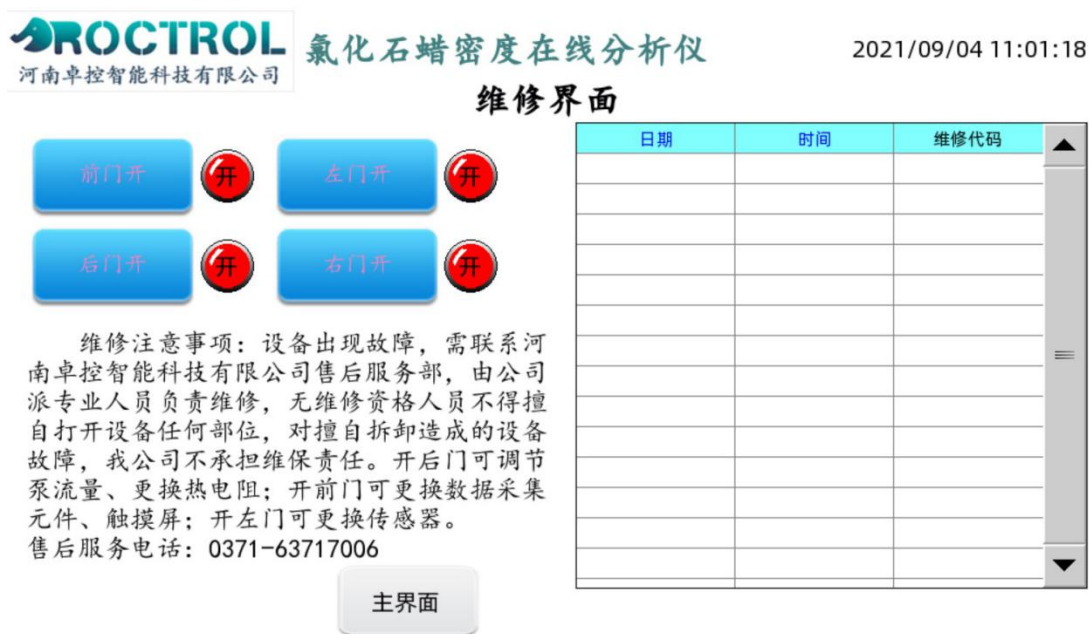 ROCTROL
河南卓控智能科技有限公司
氯化石蜡密度在线分析仪
2021/09/04 11:01:18
维修界面
前门开 开 左门开 开
后门开 开 右门开 开
日期 时间 维修代码
维修注意事项：设备出现故障，需联系河
南卓控智能科技有限公司售后服务部，由公司
派专业人员负责维修，无维修资格人员不得擅
自打开设备任何部位，对擅自拆卸造成的设备
故障，我公司不承担维保责任。开后门可调节
泵流量、更换热电阻；开前门可更换数据采集
元件、触摸屏；开左门可更换传感器。
售后服务电话：0371-63717006
主界面